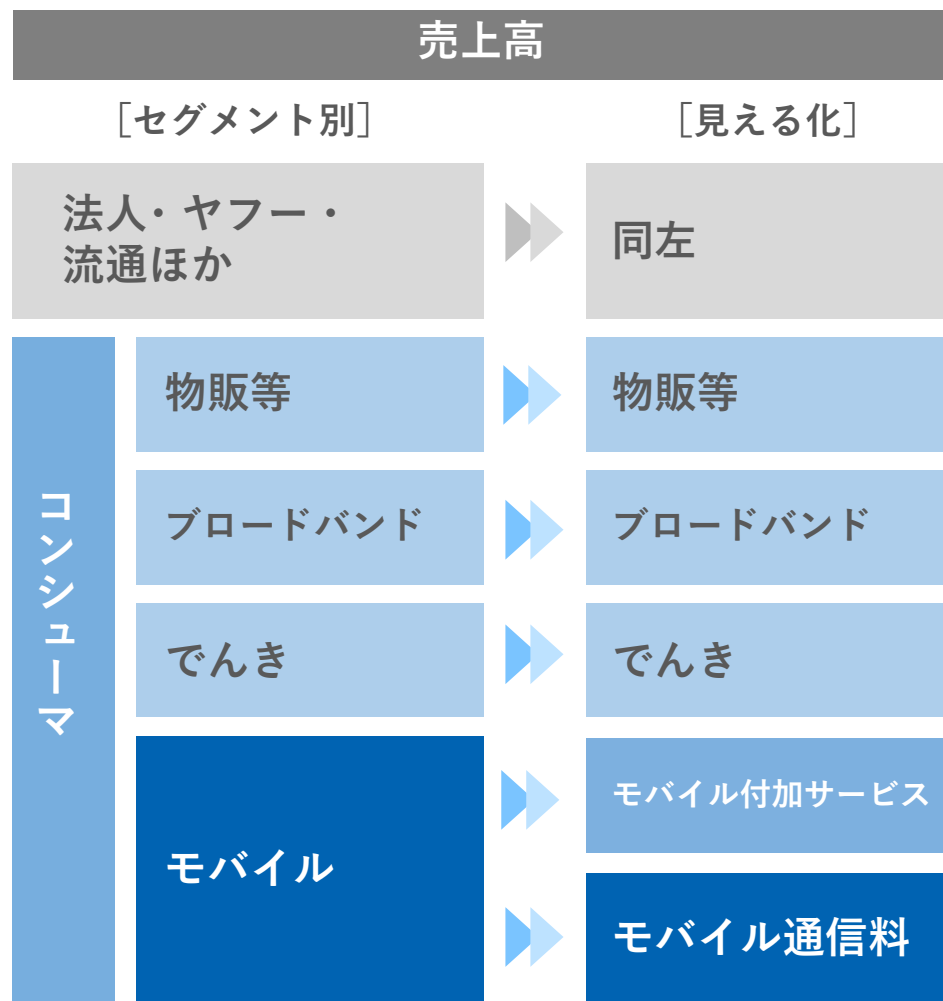 売上高
［セグメント別］
［見える化］
法人・ヤフー・
流通ほか
同左
コンシューマ
物販等
物販等
ブロードバンド
ブロードバンド
でんき
でんき
モバイル
モバイル付加サービス
モバイル通信料